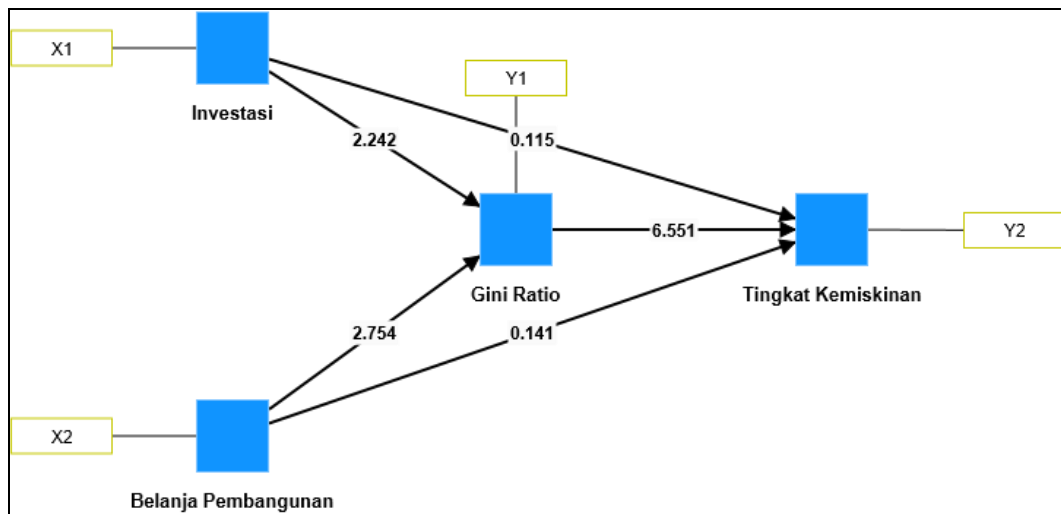 X1
Investasi
Y1
2.242
0.115
Gini Ratio
6.551
Tingkat Kemiskinan
Y2
2.754
0.141
X2
Belanja Pembangunan